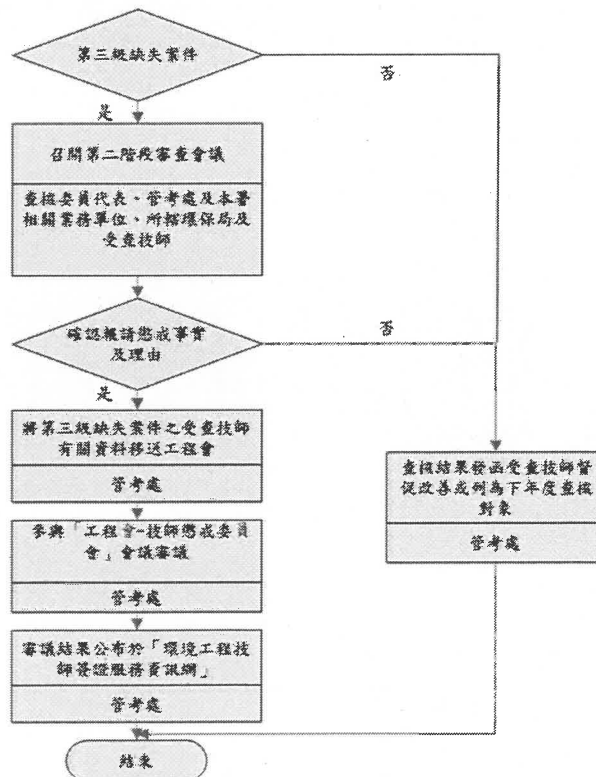 第三級缺失案件
否
是
召開第二階段審查會議
查核委員代表、管考處及本署
相關業務單位、所轄環保局及
受查技師
確認報請懲戒事實
及理由
否
是
將第三級缺失案件之受查技師
有關資料移送工程會
管考處
查核結果發函受查技師督
促改善或例為下年度查核
對象
管考處
參與「工程會-技師懲戒委員
會」會議審議
管考處
審議結果公布於「環境工程技
師簽證服務資訊網」
管考處
結束